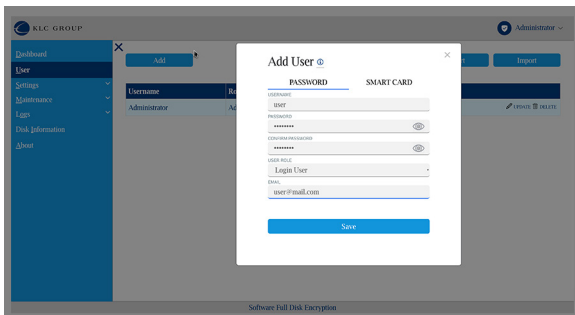 KLC GROUP
Administrator
Dashboard
User
Settings
Maintenance
Logs
Disk Information
About
Add
Import
Username
Administrator
UPDATE DELETE
Add User
PASSWORD SMART CARD
USERNAME
user
PASSWORD
••••••••
CONFIRM PASSWORD
••••••••
USER ROLE
Login User
EMAIL
user@mail.com
Save
Software Full Disk Encryption